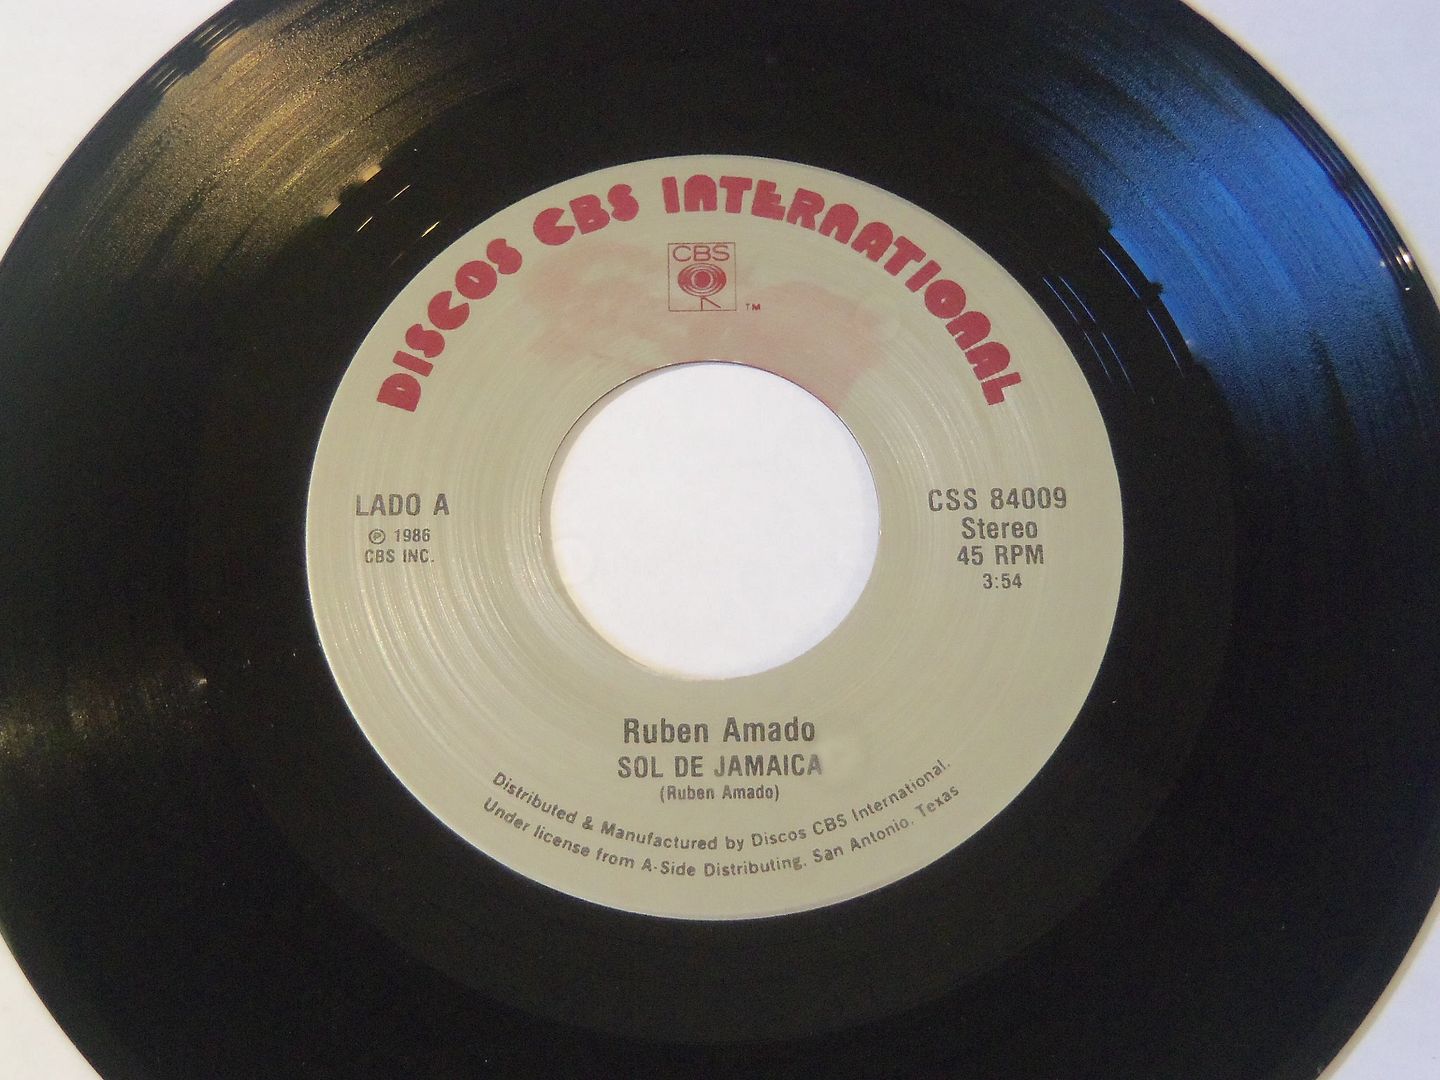 DISCOS CBS INTERNATIONAL
CBS
TM
LADO A
℗ 1986
CBS INC.
CSS 84009
Stereo
45 RPM
3:54
Ruben Amado
SOL DE JAMAICA
(Ruben Amado)
Distributed & Manufactured by Discos CBS International.
Under license from A-Side Distributing. San Antonio. Texas